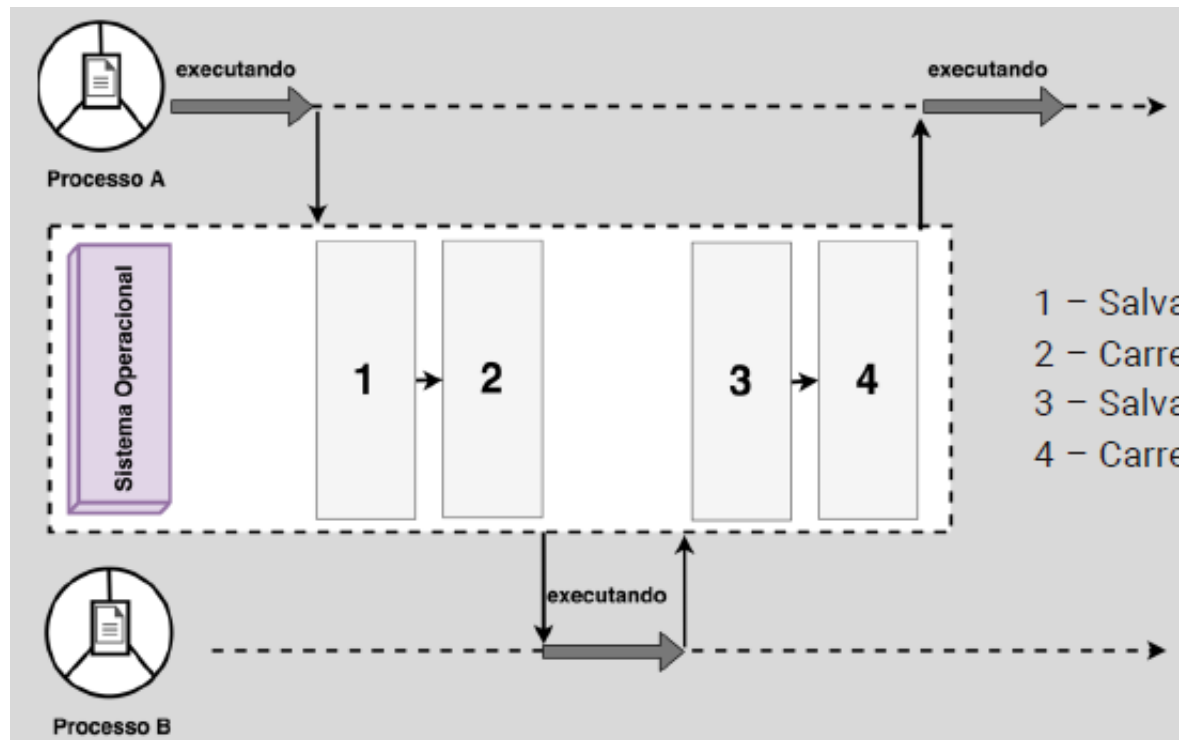 executando
executando
Processo A
Sistema Operacional
1
2
3
4
1 – Salva
2 – Carre
3 – Salva
4 – Carre
executando
Processo B